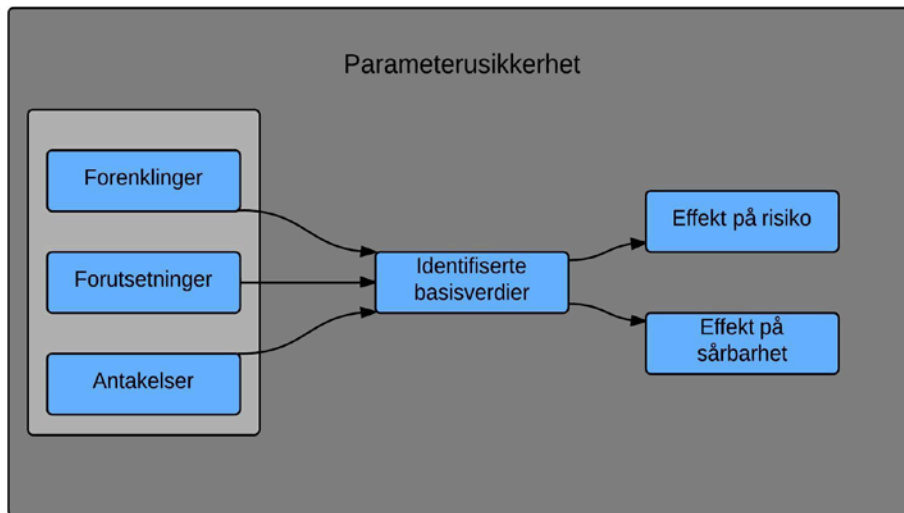 Parameterusikkerhet
Forenklinger
Forutsetninger
Antakelser
Identifiserte
basisverdier
Effekt på risiko
Effekt på
sårbarhet